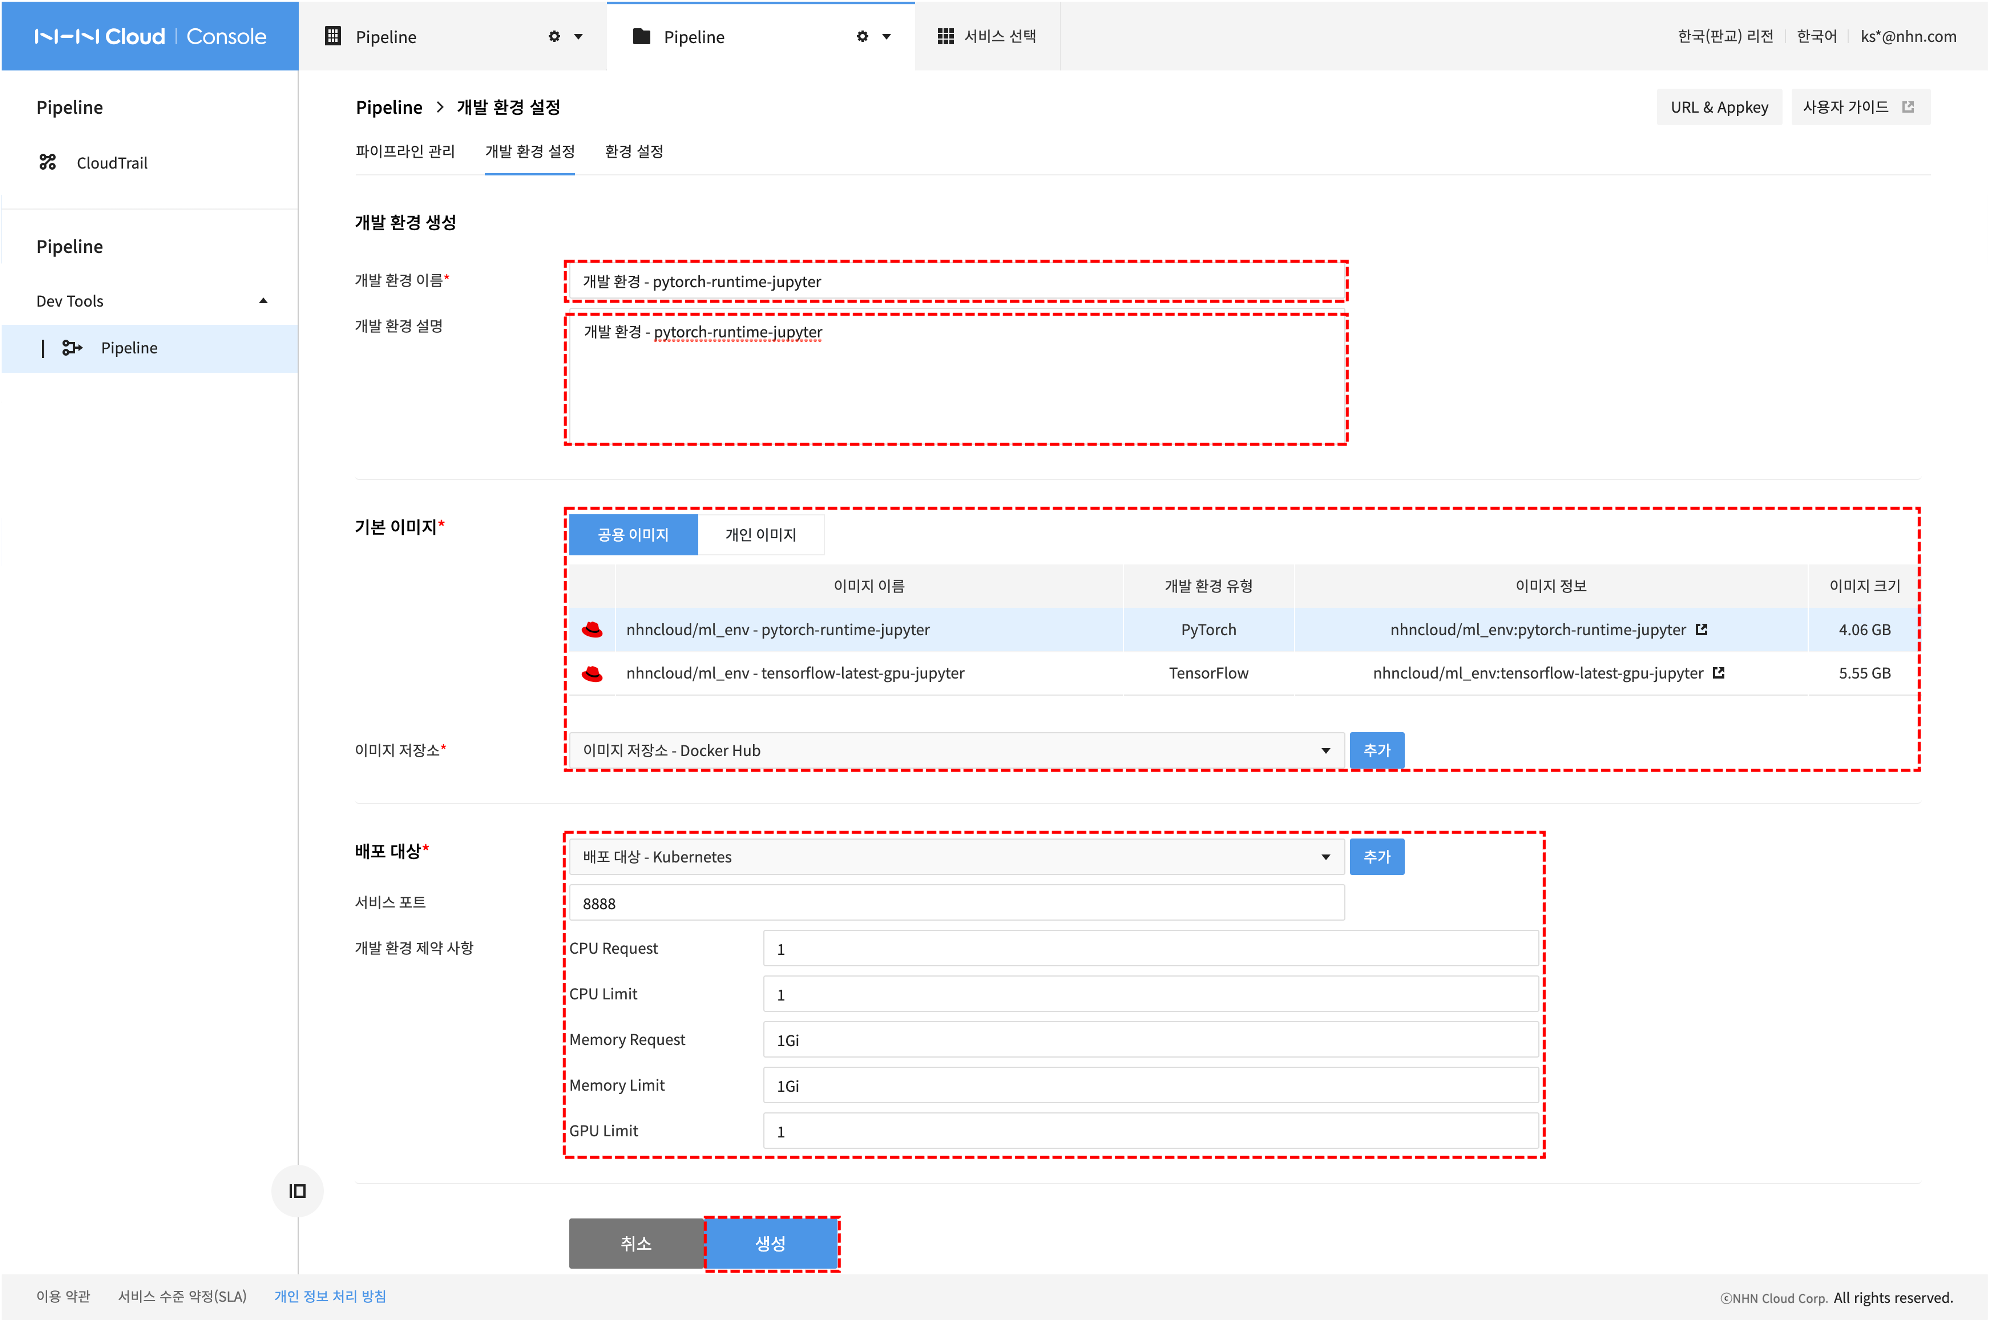 NHN Cloud | Console
Pipeline
Pipeline
서비스 선택
한국(판교) 리전
한국어
ks*@nhn.com
Pipeline
CloudTrail
Pipeline
Dev Tools
Pipeline
Pipeline > 개발 환경 설정
URL & Appkey
사용자 가이드
파이프라인 관리
개발 환경 설정
환경 설정
개발 환경 생성
개발 환경 이름*
개발 환경 - pytorch-runtime-jupyter
개발 환경 설명
개발 환경 - pytorch-runtime-jupyter
기본 이미지*
공용 이미지
개인 이미지
이미지 이름
개발 환경 유형
이미지 정보
이미지 크기
nhncloud/ml_env - pytorch-runtime-jupyter
PyTorch
nhncloud/ml_env:pytorch-runtime-jupyter
4.06 GB
nhncloud/ml_env - tensorflow-latest-gpu-jupyter
TensorFlow
nhncloud/ml_env:tensorflow-latest-gpu-jupyter
5.55 GB
이미지 저장소*
이미지 저장소 - Docker Hub
추가
배포 대상*
배포 대상 - Kubernetes
추가
서비스 포트
8888
개발 환경 제약 사항
CPU Request
1
CPU Limit
1
Memory Request
1Gi
Memory Limit
1Gi
GPU Limit
1
취소
생성
이용 약관
서비스 수준 약정(SLA)
개인 정보 처리 방침
ⓒNHN Cloud Corp. All rights reserved.